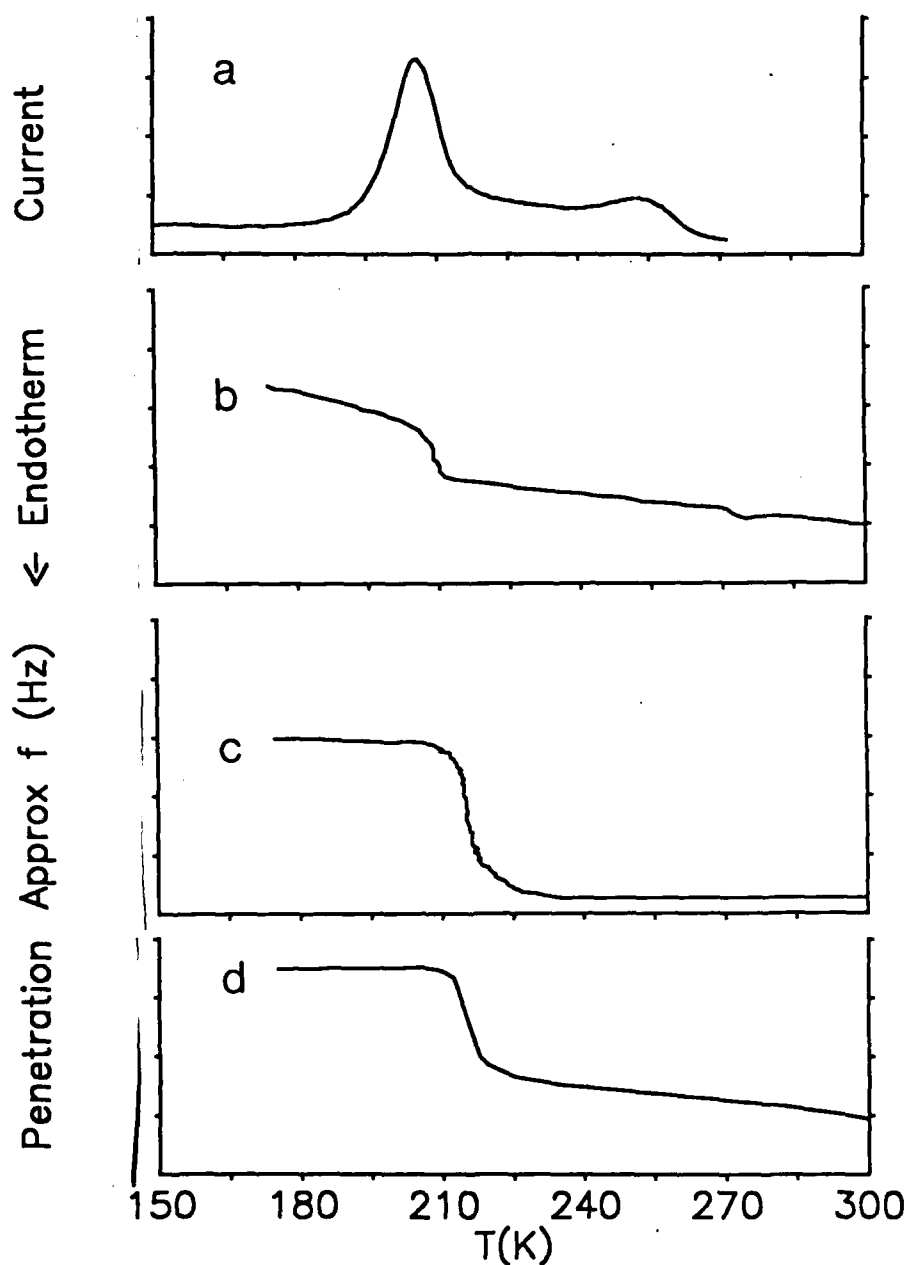 Current
a
← Endotherm
b
Approx f (Hz)
c
Penetration
d
150 180 210 240 270 300
T(K)